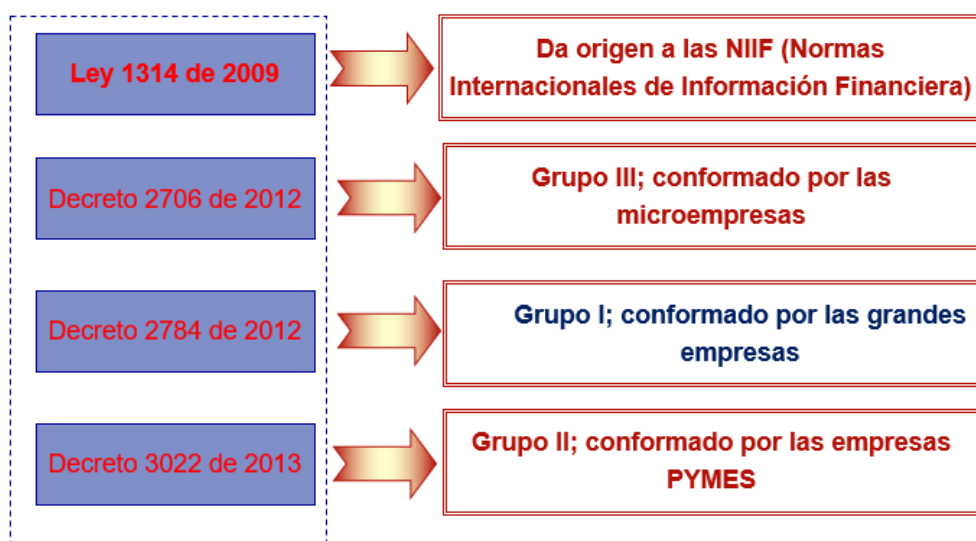 Ley 1314 de 2009
Da origen a las NIIF (Normas
Internacionales de Información Financiera)
Decreto 2706 de 2012
Grupo III; conformado por las
microempresas
Decreto 2784 de 2012
Grupo I; conformado por las grandes
empresas
Decreto 3022 de 2013
Grupo II; conformado por las empresas
PYMES